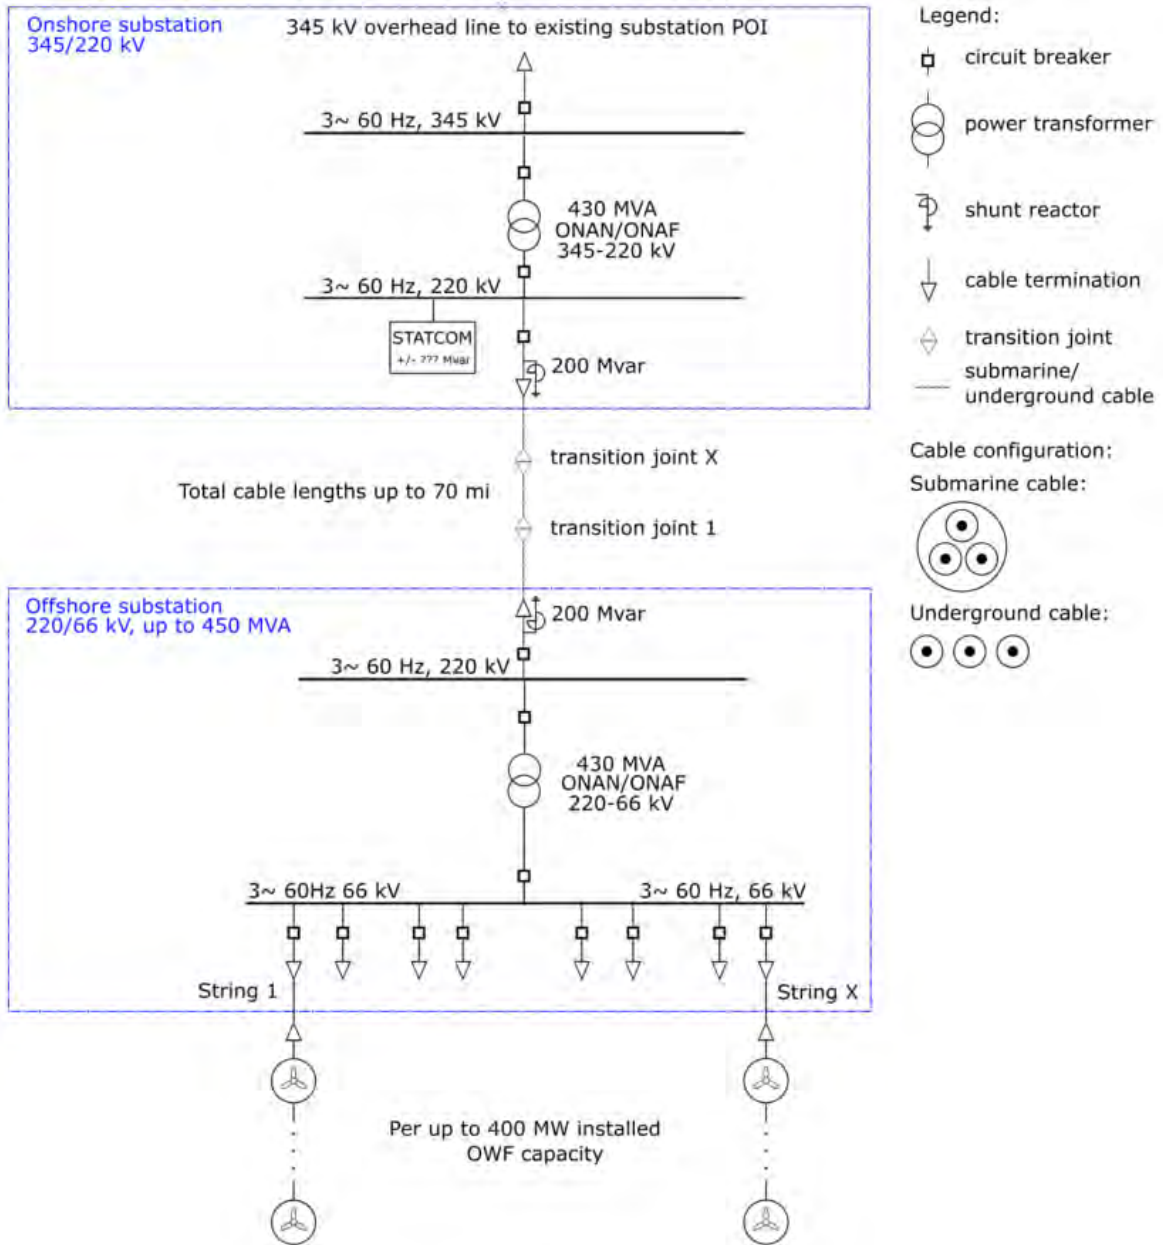 Onshore substation
345/220 kV
345 kV overhead line to existing substation POI
3~ 60 Hz, 345 kV
430 MVA
ONAN/ONAF
345-220 kV
3~ 60 Hz, 220 kV
STATCOM
+/- ??? Mvar
200 Mvar
transition joint X
Total cable lengths up to 70 mi
transition joint 1
Offshore substation
220/66 kV, up to 450 MVA
200 Mvar
3~ 60 Hz, 220 kV
430 MVA
ONAN/ONAF
220-66 kV
3~ 60Hz 66 kV
3~ 60 Hz, 66 kV
String 1
String X
Per up to 400 MW installed
OWF capacity
Legend:
circuit breaker
power transformer
shunt reactor
cable termination
transition joint
submarine/
underground cable
Cable configuration:
Submarine cable:
Underground cable: